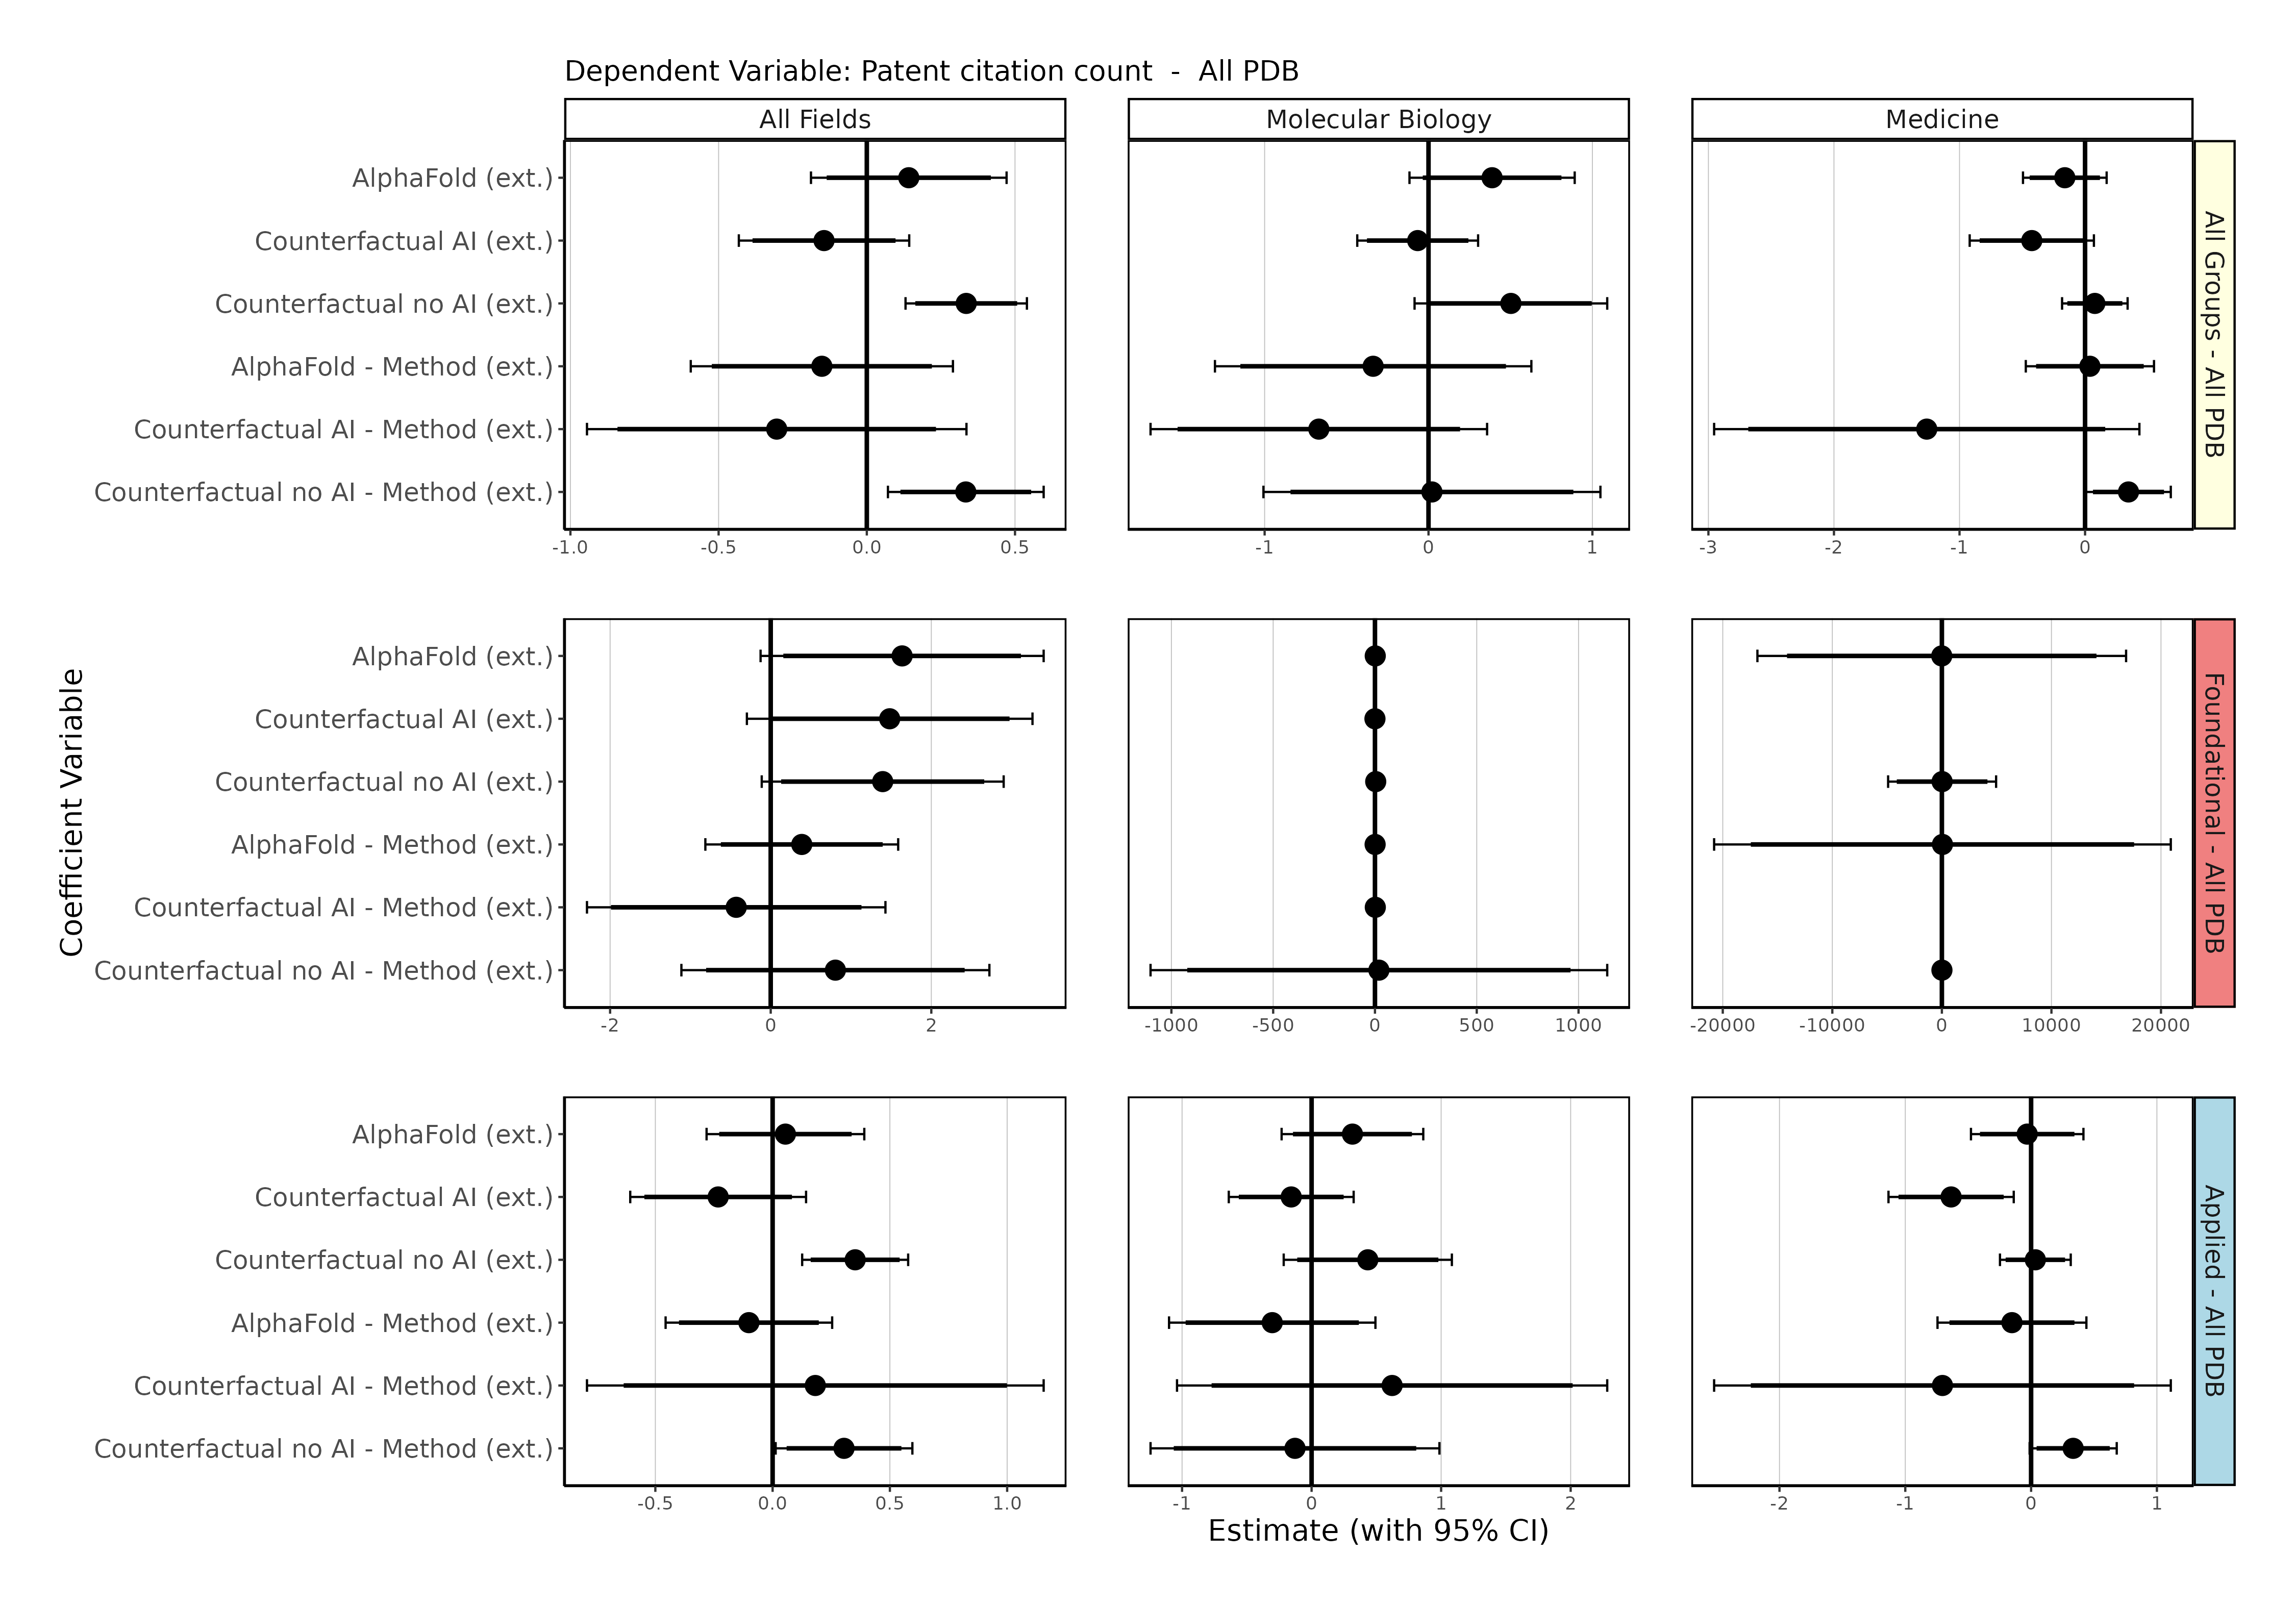 Dependent Variable: Patent citation count - All PDB
All Fields
Molecular Biology
Medicine
AlphaFold (ext.)
Counterfactual AI (ext.)
Counterfactual no AI (ext.)
AlphaFold - Method (ext.)
Counterfactual AI - Method (ext.)
Counterfactual no AI - Method (ext.)
-1.0 -0.5 0.0 0.5
-1 0 1
-3 -2 -1 0
All Groups - All PDB
Coefficient Variable
AlphaFold (ext.)
Counterfactual AI (ext.)
Counterfactual no AI (ext.)
AlphaFold - Method (ext.)
Counterfactual AI - Method (ext.)
Counterfactual no AI - Method (ext.)
-2 0 2
-1000 -500 0 500 1000
-20000 -10000 0 10000 20000
Foundational - All PDB
AlphaFold (ext.)
Counterfactual AI (ext.)
Counterfactual no AI (ext.)
AlphaFold - Method (ext.)
Counterfactual AI - Method (ext.)
Counterfactual no AI - Method (ext.)
-0.5 0.0 0.5 1.0
-1 0 1 2
-2 -1 0 1
Applied - All PDB
Estimate (with 95% CI)